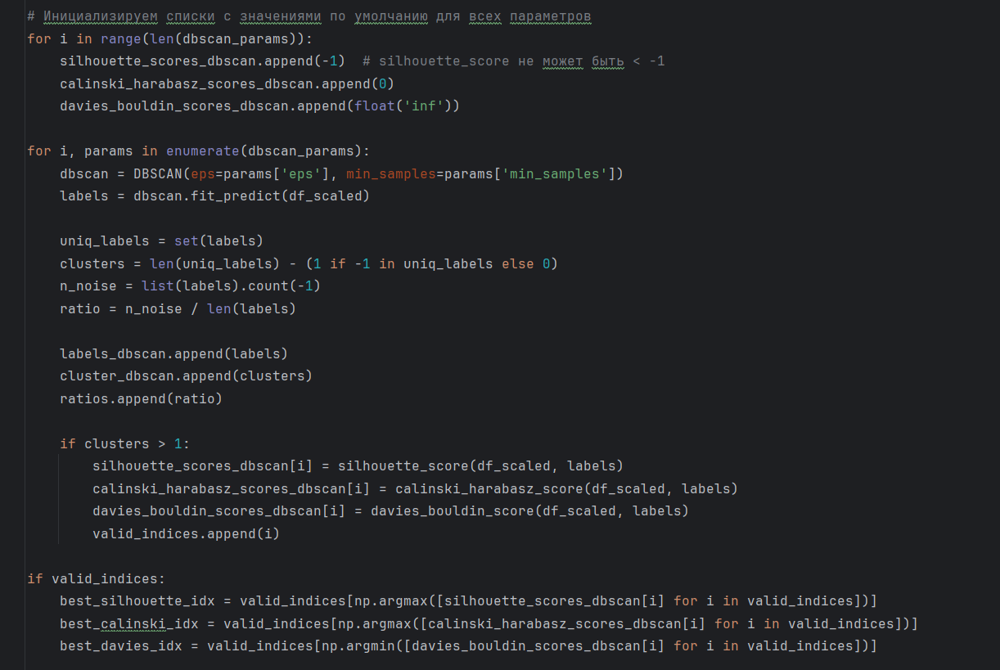 # Инициализируем списки с значениями по умолчанию для всех параметров
for i in range(len(dbscan_params)):
    silhouette_scores_dbscan.append(-1)  # silhouette_score не может быть < -1
    calinski_harabasz_scores_dbscan.append(0)
    davies_bouldin_scores_dbscan.append(float('inf'))

for i, params in enumerate(dbscan_params):
    dbscan = DBSCAN(eps=params['eps'], min_samples=params['min_samples'])
    labels = dbscan.fit_predict(df_scaled)

    uniq_labels = set(labels)
    clusters = len(uniq_labels) - (1 if -1 in uniq_labels else 0)
    n_noise = list(labels).count(-1)
    ratio = n_noise / len(labels)

    labels_dbscan.append(labels)
    cluster_dbscan.append(clusters)
    ratios.append(ratio)

    if clusters > 1:
        silhouette_scores_dbscan[i] = silhouette_score(df_scaled, labels)
        calinski_harabasz_scores_dbscan[i] = calinski_harabasz_score(df_scaled, labels)
        davies_bouldin_scores_dbscan[i] = davies_bouldin_score(df_scaled, labels)
        valid_indices.append(i)

if valid_indices:
    best_silhouette_idx = valid_indices[np.argmax([silhouette_scores_dbscan[i] for i in valid_indices])]
    best_calinski_idx = valid_indices[np.argmax([calinski_harabasz_scores_dbscan[i] for i in valid_indices])]
    best_davies_idx = valid_indices[np.argmin([davies_bouldin_scores_dbscan[i] for i in valid_indices])]